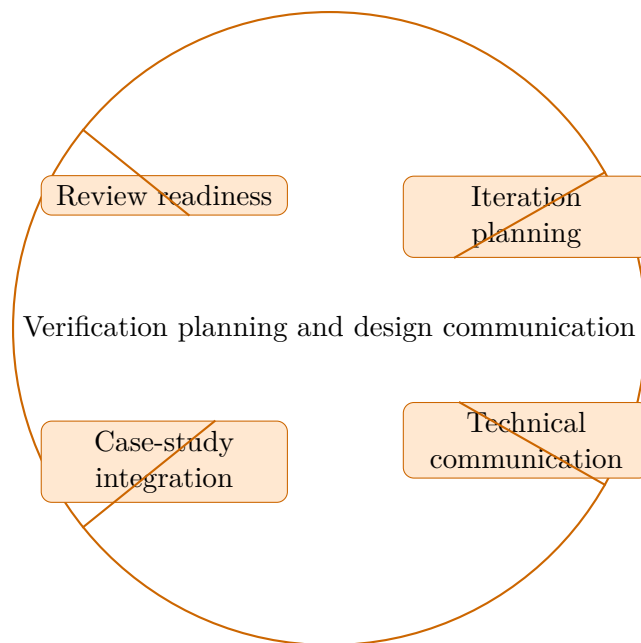 Review readiness
Iteration
planning
Verification planning and design communication
Case-study
integration
Technical
communication